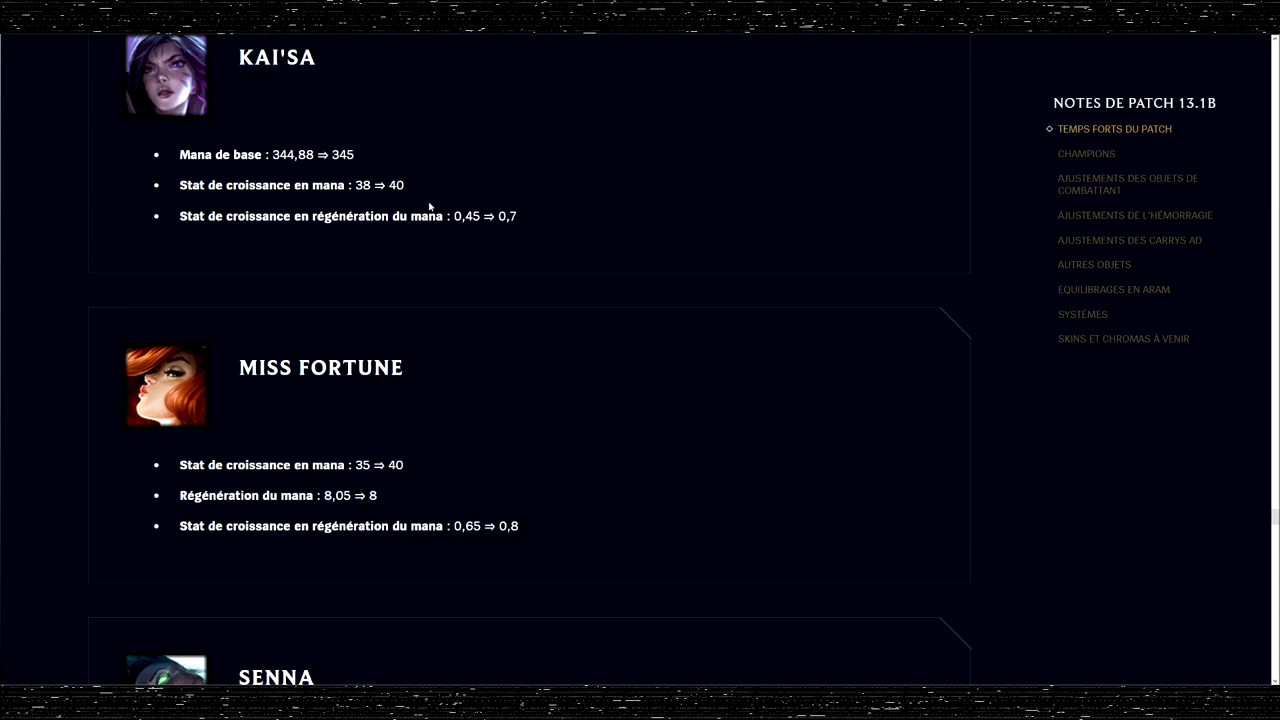 KAI'SA
Mana de base : 344,88 ⇒ 345
Stat de croissance en mana : 38 ⇒ 40
Stat de croissance en régénération du mana : 0,45 ⇒ 0,7
MISS FORTUNE
Stat de croissance en mana : 35 ⇒ 40
Régénération du mana : 8,05 ⇒ 8
Stat de croissance en régénération du mana : 0,65 ⇒ 0,8
SENNA
NOTES DE PATCH 13.1B
TEMPS FORTS DU PATCH
CHAMPIONS
AJUSTEMENTS DES OBJETS DE
COMBATTANT
AJUSTEMENTS DE L'HÉMORRAGIE
AJUSTEMENTS DES CARRYS AD
AUTRES OBJETS
ÉQUILIBRAGES EN ARAM
SYSTÈMES
SKINS ET CHROMAS À VENIR